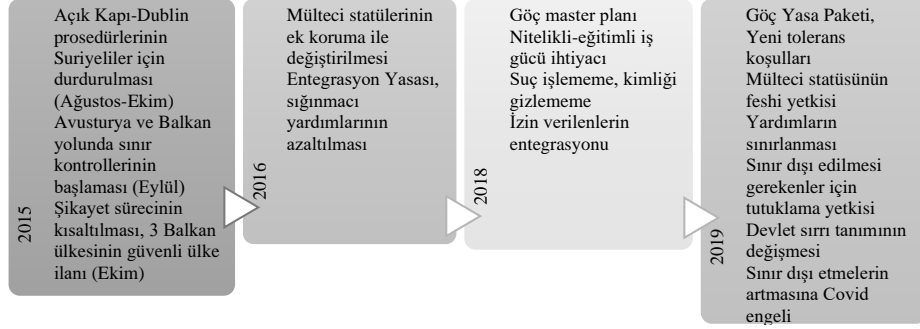 Açık Kapı-Dublin
prosedürlerinin
Suriyeliler için
durdurulması
(Ağustos-Ekim)
Avusturya ve Balkan
yolunda sınır
kontrollerinin
başlaması (Eylül)
Şikayet sürecinin
kısaltılması, 3 Balkan
ülkesinin güvenli ülke
ilanı (Ekim)
2015
Mülteci statülerinin
ek koruma ile
değiştirilmesi
Entegrasyon Yasası,
sığınmacı
yardımlarının
azaltılması
2016
Göç master planı
Nitelikli-eğitimli iş
gücü ihtiyacı
Suç işlememe, kimliği
gizlememe
İzin verilenlerin
entegrasyonu
2018
Göç Yasa Paketi,
Yeni tolerans
koşulları
Mülteci statüsünün
feshi yetkisi
Yardımların
sınırlanması
Sınır dışı edilmesi
gerekenler için
tutuklama yetkisi
Devlet sırrı tanımının
değişmesi
Sınır dışı etmelerin
artmasına Covid
engeli
2019